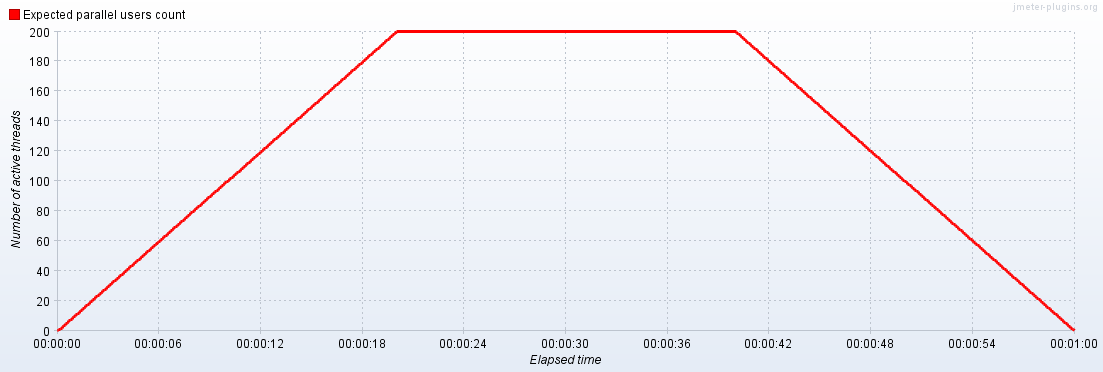 jmeter-plugins.org
Expected parallel users count
200
180
160
140
120
100
80
60
40
20
0
Number of active threads
00:00:00 00:00:06 00:00:12 00:00:18 00:00:24 00:00:30 00:00:36 00:00:42 00:00:48 00:00:54 00:01:00
Elapsed time